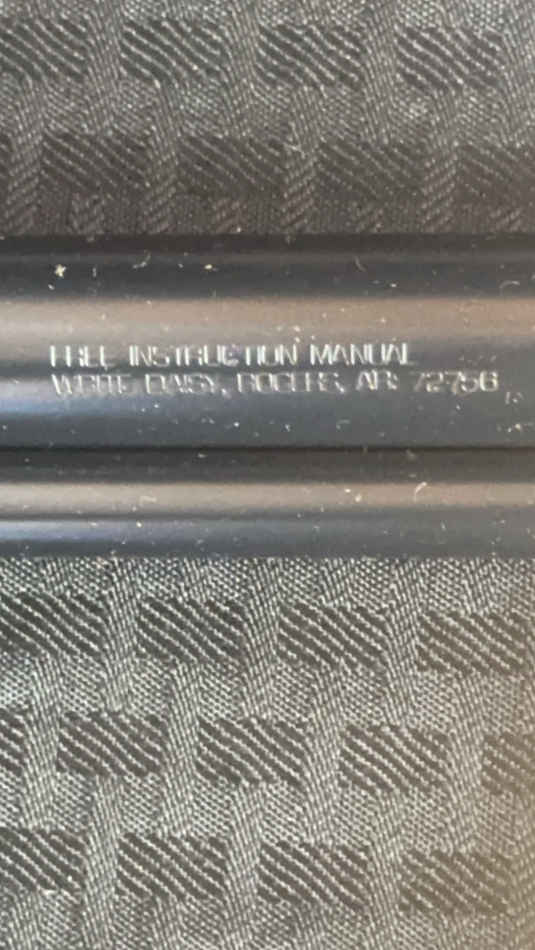 FREE INSTRUCTION MANUAL
WRITE DAISY, ROGERS, AR. 72756